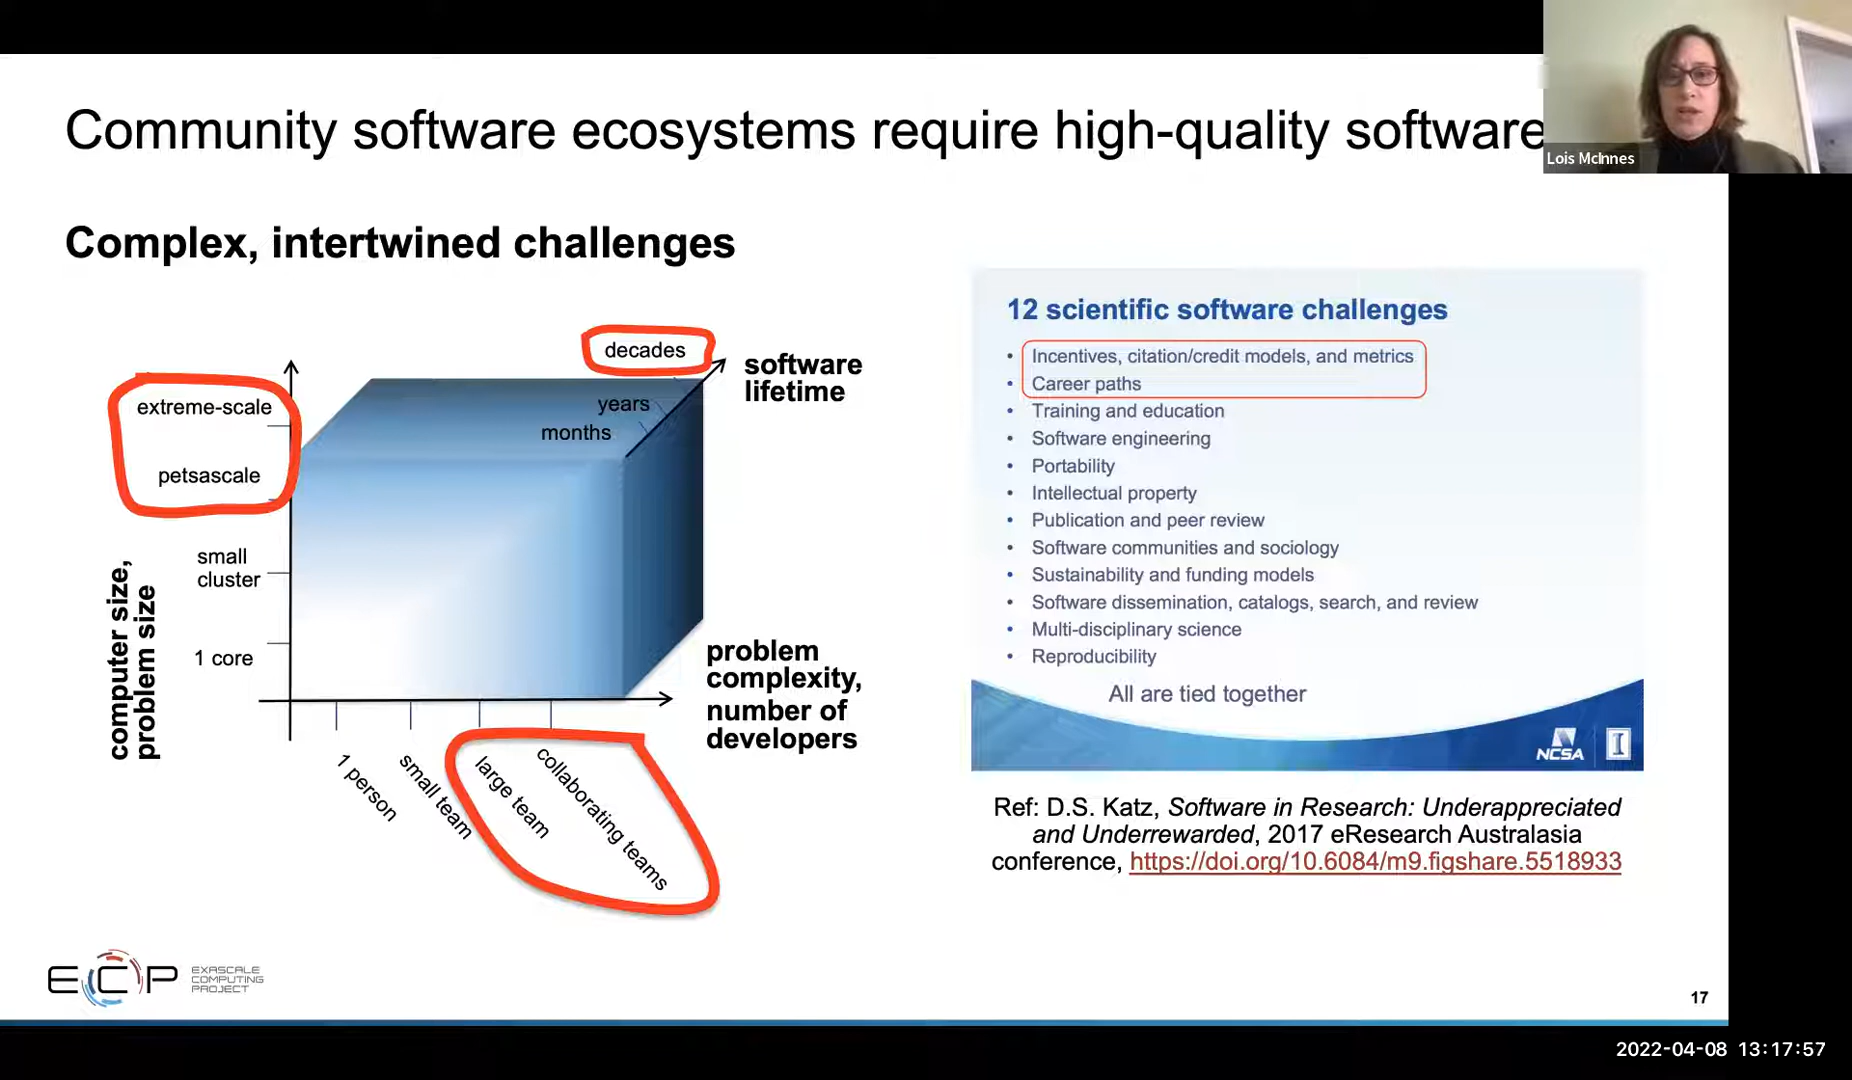 Community software ecosystems require high-quality software
Lois McInnes
Complex, intertwined challenges
decades
software
lifetime
extreme-scale
years
months
petsascale
small
cluster
1 core
computer size,
problem size
problem
complexity,
number of
developers
1 person
small team
large team
collaborating teams
12 scientific software challenges
• Incentives, citation/credit models, and metrics
• Career paths
• Training and education
• Software engineering
• Portability
• Intellectual property
• Publication and peer review
• Software communities and sociology
• Sustainability and funding models
• Software dissemination, catalogs, search, and review
• Multi-disciplinary science
• Reproducibility
All are tied together
NCSA
I
Ref: D.S. Katz, Software in Research: Underappreciated
and Underrewarded, 2017 eResearch Australasia
conference, https://doi.org/10.6084/m9.figshare.5518933
ECP
EXASCALE
COMPUTING
PROJECT
17
2022-04-08 13:17:57